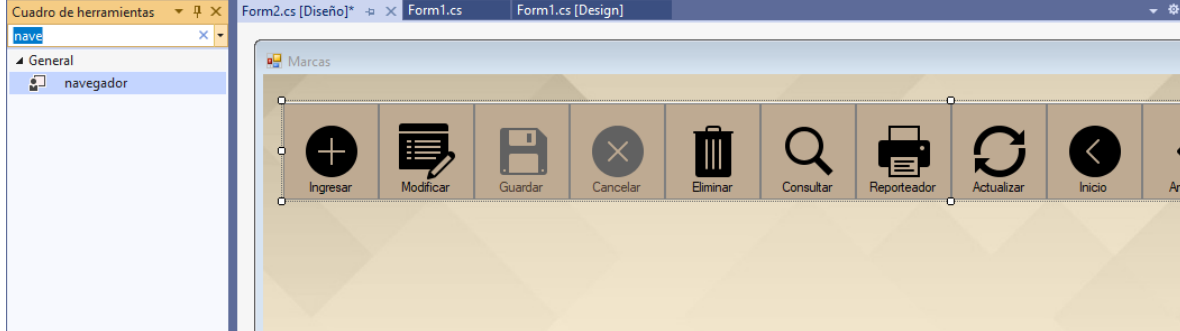 Cuadro de herramientas
Form2.cs [Diseño]*
Form1.cs
Form1.cs [Design]
nave
General
navegador
Marcas
Ingresar
Modificar
Guardar
Cancelar
Eliminar
Consultar
Reporteador
Actualizar
Inicio